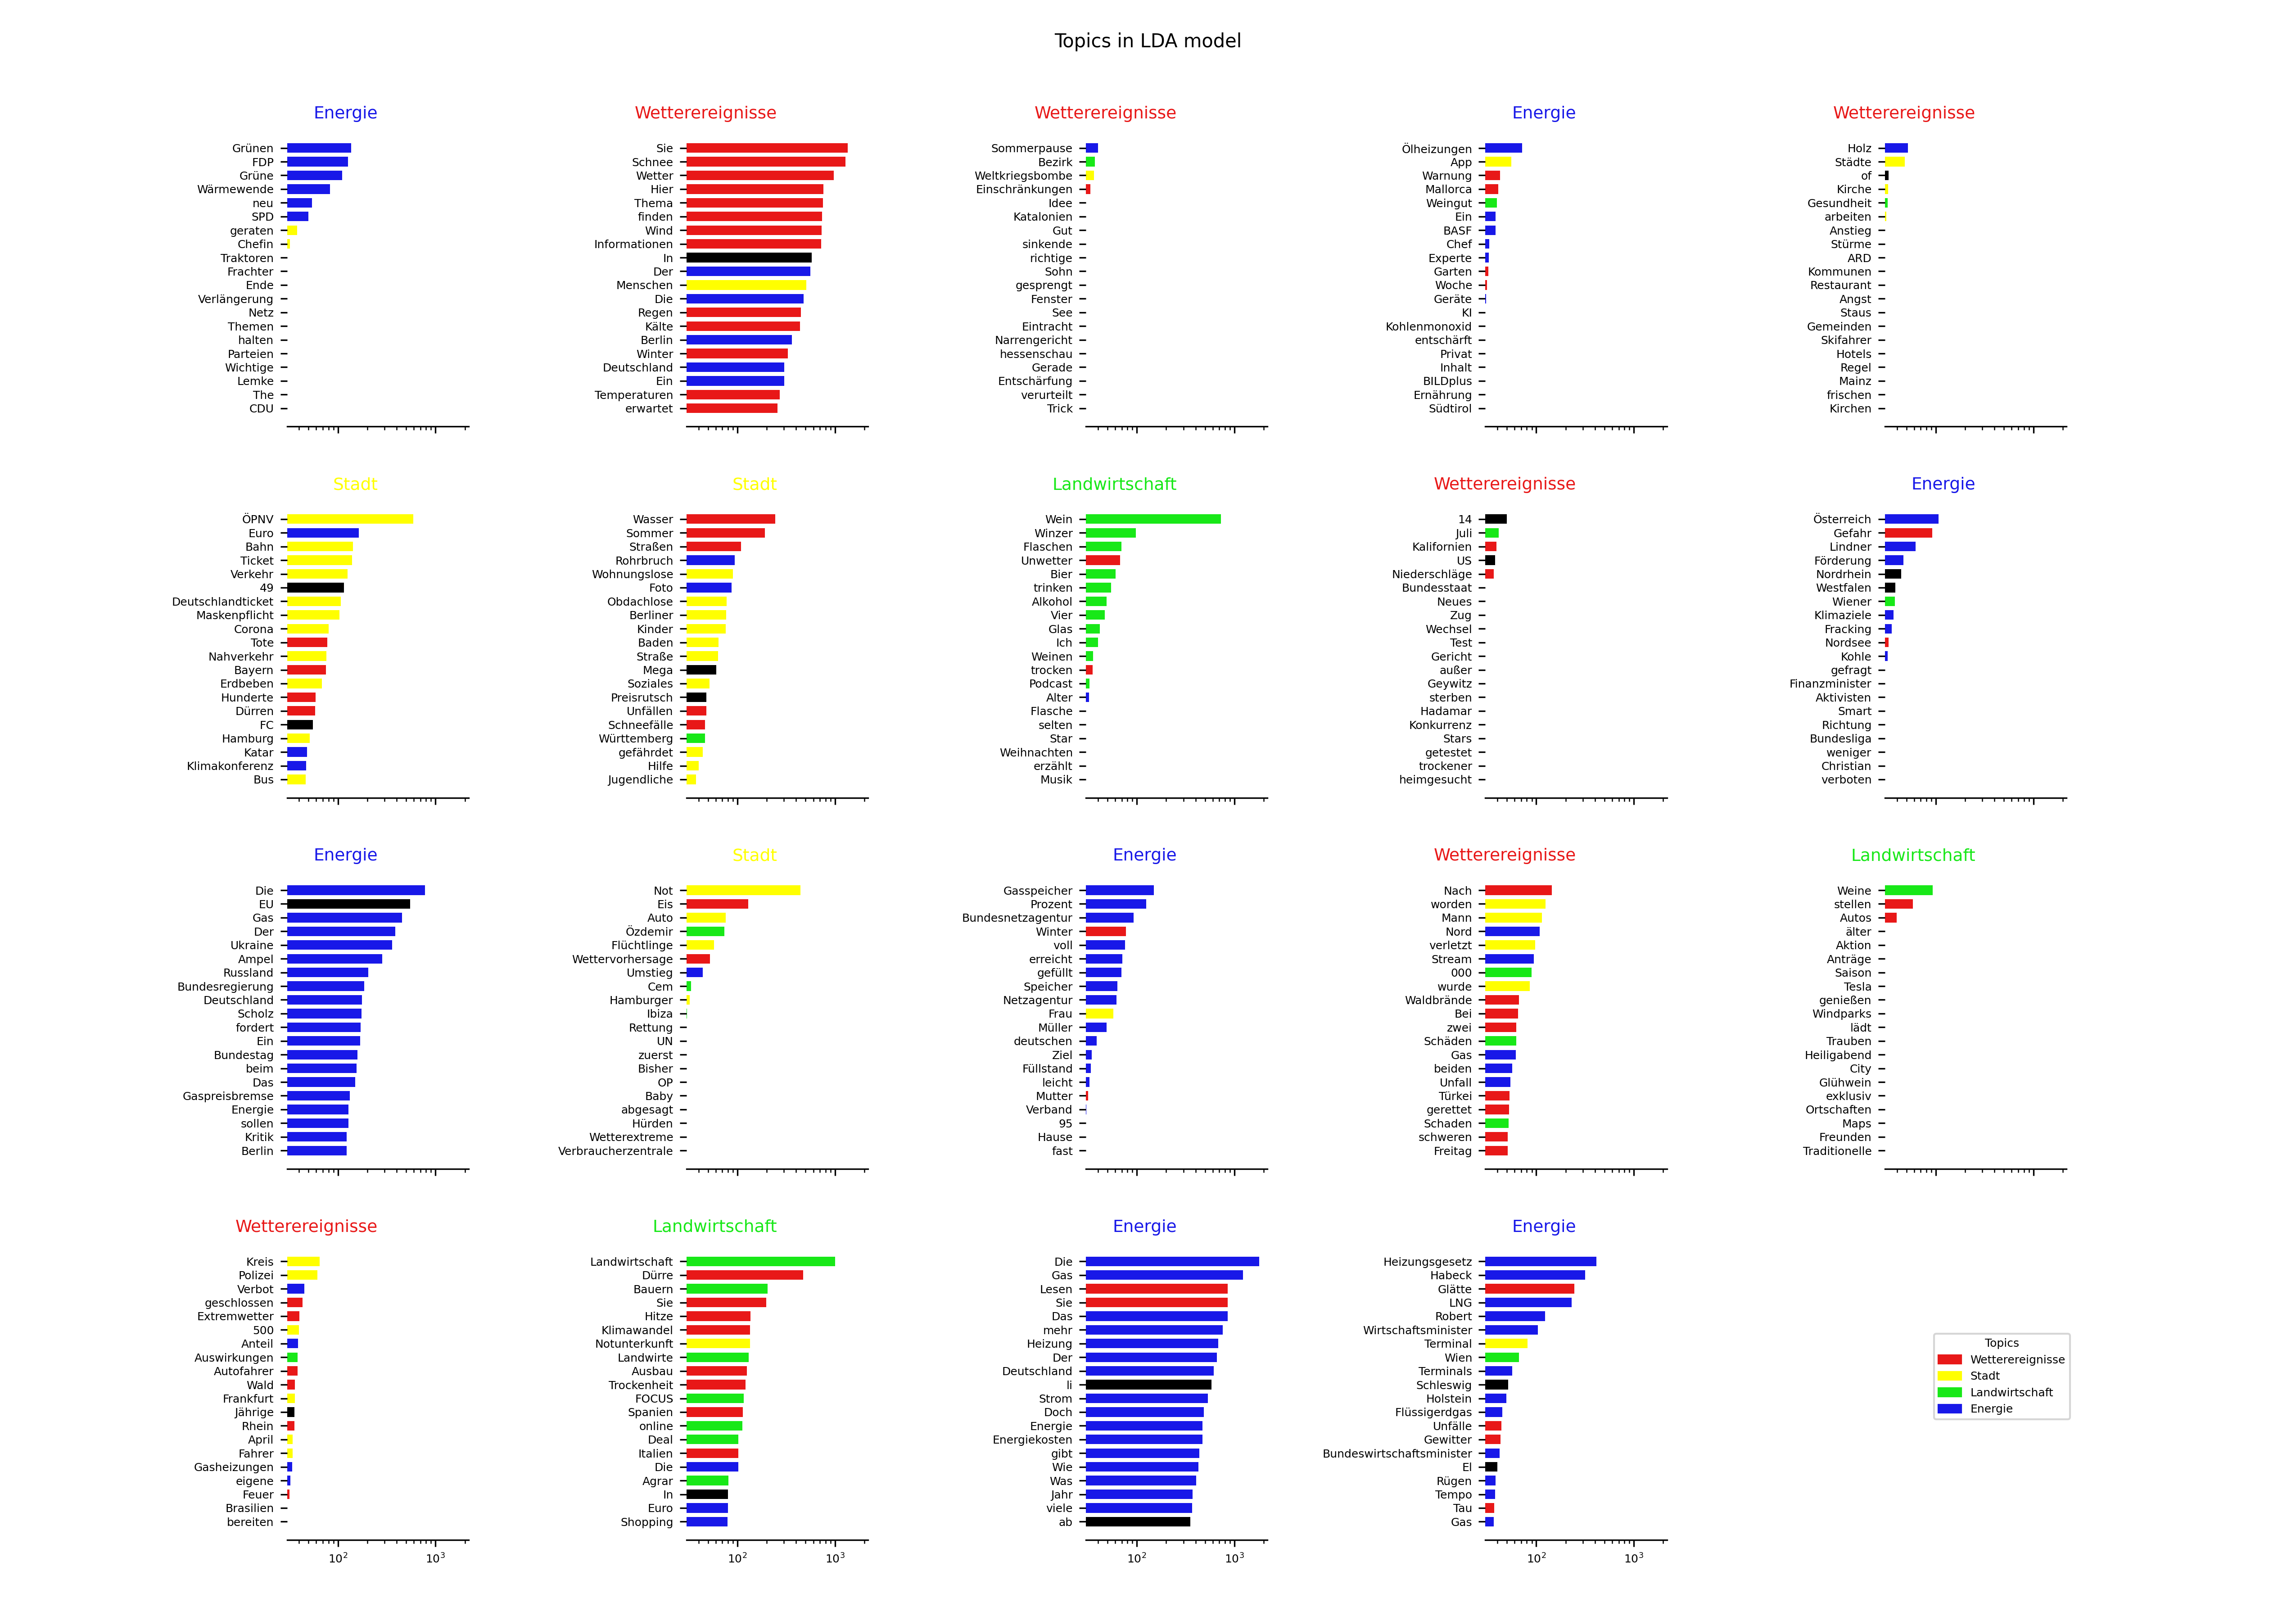 Topics in LDA model
Energie
Grünen
FDP
Grüne
Wärmewende
neu
SPD
geraten
Chefin
Traktoren
Frachter
Ende
Verlängerung
Netz
Themen
halten
Parteien
Wichtige
Lemke
The
CDU
Wetterereignisse
Sie
Schnee
Wetter
Hier
Thema
finden
Wind
Informationen
In
Der
Menschen
Die
Regen
Kälte
Berlin
Winter
Deutschland
Ein
Temperaturen
erwartet
Wetterereignisse
Sommerpause
Bezirk
Weltkriegsbombe
Einschränkungen
Idee
Katalonien
Gut
sinkende
richtige
Sohn
gesprengt
Fenster
See
Eintracht
Narrengericht
hessenschau
Gerade
Entschärfung
verurteilt
Trick
Energie
Ölheizungen
App
Warnung
Mallorca
Weingut
Ein
BASF
Chef
Experte
Garten
Woche
Geräte
KI
Kohlenmonoxid
entschärft
Privat
Inhalt
BILDplus
Ernährung
Südtirol
Wetterereignisse
Holz
Städte
of
Kirche
Gesundheit
arbeiten
Anstieg
Stürme
ARD
Kommunen
Restaurant
Angst
Staus
Gemeinden
Skifahrer
Hotels
Regel
Mainz
frischen
Kirchen
Stadt
ÖPNV
Euro
Bahn
Ticket
Verkehr
49
Deutschlandticket
Maskenpflicht
Corona
Tote
Nahverkehr
Bayern
Erdbeben
Hunderte
Dürren
FC
Hamburg
Katar
Klimakonferenz
Bus
Stadt
Wasser
Sommer
Straßen
Rohrbruch
Wohnungslose
Foto
Obdachlose
Berliner
Kinder
Baden
Straße
Mega
Soziales
Preisrutsch
Unfällen
Schneefälle
Württemberg
gefährdet
Hilfe
Jugendliche
Landwirtschaft
Wein
Winzer
Flaschen
Unwetter
Bier
trinken
Alkohol
Vier
Glas
Ich
Weinen
trocken
Podcast
Alter
Flasche
selten
Star
Weihnachten
erzählt
Musik
Wetterereignisse
14
Juli
Kalifornien
US
Niederschläge
Bundesstaat
Neues
Zug
Wechsel
Test
Gericht
außer
Geywitz
sterben
Hadamar
Konkurrenz
Stars
getestet
trockener
heimgesucht
Energie
Österreich
Gefahr
Lindner
Förderung
Nordrhein
Westfalen
Wiener
Klimaziele
Fracking
Nordsee
Kohle
gefragt
Finanzminister
Aktivisten
Smart
Richtung
Bundesliga
weniger
Christian
verboten
Energie
Die
EU
Gas
Der
Ukraine
Ampel
Russland
Bundesregierung
Deutschland
Scholz
fordert
Ein
Bundestag
beim
Das
Gaspreisbremse
Energie
sollen
Kritik
Berlin
Stadt
Not
Eis
Auto
Özdemir
Flüchtlinge
Wettervorhersage
Umstieg
Cem
Hamburger
Ibiza
Rettung
UN
zuerst
Bisher
OP
Baby
abgesagt
Hürden
Wetterextreme
Verbraucherzentrale
Energie
Gasspeicher
Prozent
Bundesnetzagentur
Winter
voll
erreicht
gefüllt
Speicher
Netzagentur
Frau
Müller
deutschen
Ziel
Füllstand
leicht
Mutter
Verband
95
Hause
fast
Wetterereignisse
Nach
worden
Mann
Nord
verletzt
Stream
000
wurde
Waldbrände
Bei
zwei
Schäden
Gas
beiden
Unfall
Türkei
gerettet
Schaden
schweren
Freitag
Landwirtschaft
Weine
stellen
Autos
älter
Aktion
Anträge
Saison
Tesla
genießen
Windparks
lädt
Trauben
Heiligabend
City
Glühwein
exklusiv
Ortschaften
Maps
Freunden
Traditionelle
Wetterereignisse
Kreis
Polizei
Verbot
geschlossen
Extremwetter
500
Anteil
Auswirkungen
Autofahrer
Wald
Frankfurt
Jährige
Rhein
April
Fahrer
Gasheizungen
eigene
Feuer
Brasilien
bereiten
10² 10³
Landwirtschaft
Landwirtschaft
Dürre
Bauern
Sie
Hitze
Klimawandel
Notunterkunft
Landwirte
Ausbau
Trockenheit
FOCUS
Spanien
online
Deal
Italien
Die
Agrar
In
Euro
Shopping
10² 10³
Energie
Die
Gas
Lesen
Sie
Das
mehr
Heizung
Der
Deutschland
li
Strom
Doch
Energie
Energiekosten
gibt
Wie
Was
Jahr
viele
ab
10² 10³
Energie
Heizungsgesetz
Habeck
Glätte
LNG
Robert
Wirtschaftsminister
Terminal
Wien
Terminals
Schleswig
Holstein
Flüssigerdgas
Unfälle
Gewitter
Bundeswirtschaftsminister
El
Rügen
Tempo
Tau
Gas
10² 10³
Topics
Wetterereignisse
Stadt
Landwirtschaft
Energie